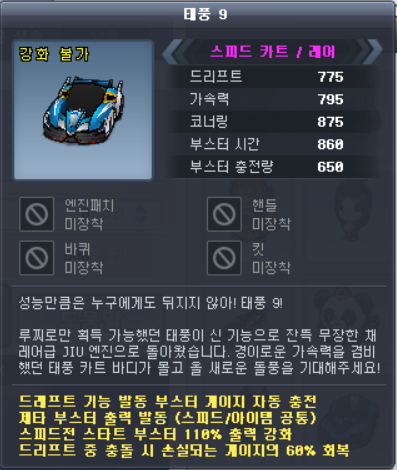 태풍 9
강화 불가
스피드 카트 / 레어
드리프트 775
가속력 795
코너링 875
부스터 시간 860
부스터 충전량 650
엔진패치 핸들
미장착 미장착
바퀴 킷
미장착 미장착
성능만큼은 누구에게도 뒤지지 않아! 태풍 9!
루찌로만 획득 가능했던 태풍이 신 기능으로 잔뜩 무장한 채
레어급 JIU 엔진으로 돌아왔습니다. 경이로운 가속력을 겸비
했던 태풍 카트 바디가 몰고 올 새로운 돌풍을 기대해주세요!
드래프트 기능 발동 부스터 게이지 자동 충전
제타 부스터 출력 발동 (스피드/아이템 공통)
스피드전 스타트 부스터 110% 출력 강화
드리프트 중 충돌 시 손실되는 게이지의 60% 회복